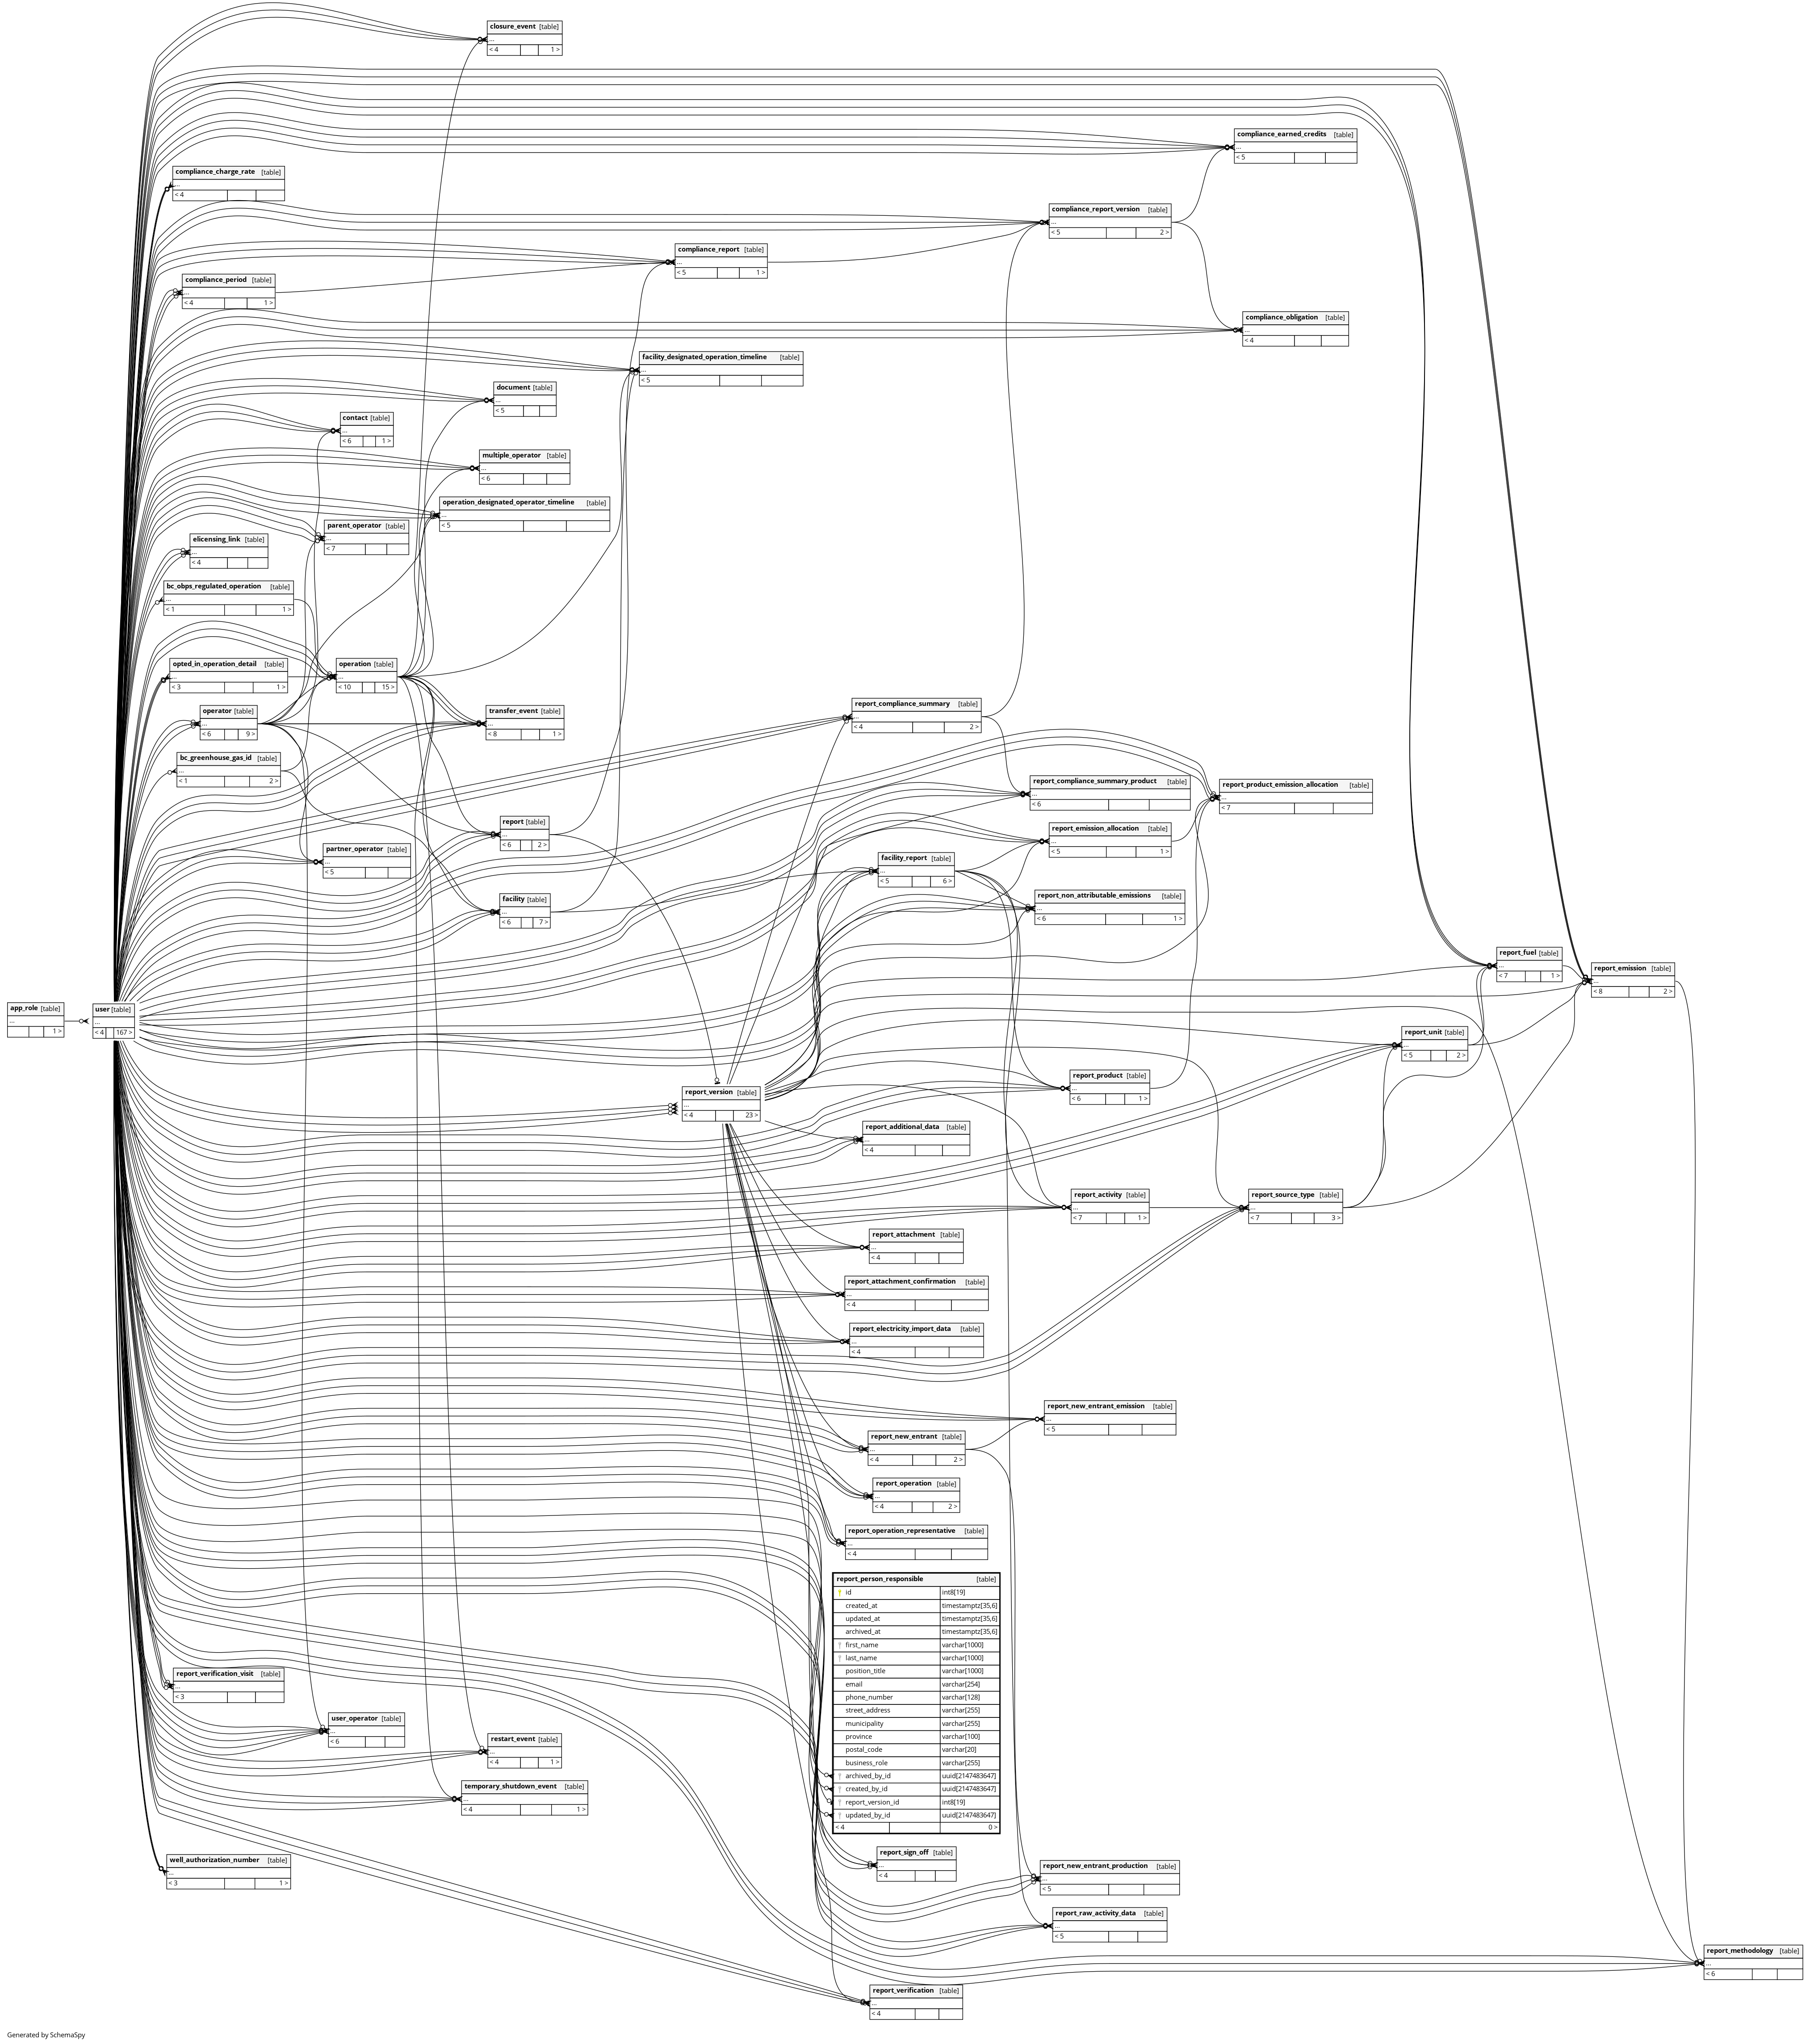 closure_event [table]
...
< 4 1 >
compliance_earned_credits [table]
...
< 5
compliance_charge_rate [table]
...
< 4
compliance_report_version [table]
...
< 5 2 >
compliance_report [table]
...
< 5 1 >
compliance_period [table]
...
< 4 1 >
compliance_obligation [table]
...
< 4
facility_designated_operation_timeline [table]
...
< 5
document [table]
...
< 5
contact [table]
...
< 6 1 >
multiple_operator [table]
...
< 6
operation_designated_operator_timeline [table]
...
< 5
parent_operator [table]
...
< 7
elicensing_link [table]
...
< 4
bc_obps_regulated_operation [table]
...
< 1 1 >
opted_in_operation_detail [table]
...
< 3 1 >
operation [table]
...
< 10 15 >
operator [table]
...
< 6 9 >
transfer_event [table]
...
< 8 1 >
report_compliance_summary [table]
...
< 4 2 >
bc_greenhouse_gas_id [table]
...
< 1 2 >
report_compliance_summary_product [table]
...
< 6
report_product_emission_allocation [table]
...
< 7
report [table]
...
< 6 2 >
report_emission_allocation [table]
...
< 5 1 >
partner_operator [table]
...
< 5
facility_report [table]
...
< 5 6 >
facility [table]
...
< 6 7 >
report_non_attributable_emissions [table]
...
< 6 1 >
report_fuel [table]
...
< 7 1 >
report_emission [table]
...
< 8 2 >
app_role [table]
...
1 >
user [table]
...
< 4 167 >
report_unit [table]
...
< 5 2 >
report_product [table]
...
< 6 1 >
report_version [table]
...
< 4 23 >
report_additional_data [table]
...
< 4
report_activity [table]
...
< 7 1 >
report_source_type [table]
...
< 7 3 >
report_attachment [table]
...
< 4
report_attachment_confirmation [table]
...
< 4
report_electricity_import_data [table]
...
< 4
report_new_entrant_emission [table]
...
< 5
report_new_entrant [table]
...
< 4 2 >
report_operation [table]
...
< 4 2 >
report_operation_representative [table]
...
< 4
report_person_responsible [table]
id int8[19]
created_at timestamptz[35,6]
updated_at timestamptz[35,6]
archived_at timestamptz[35,6]
first_name varchar[1000]
last_name varchar[1000]
position_title varchar[1000]
email varchar[254]
phone_number varchar[128]
street_address varchar[255]
municipality varchar[255]
province varchar[100]
postal_code varchar[20]
business_role varchar[255]
archived_by_id uuid[2147483647]
created_by_id uuid[2147483647]
report_version_id int8[19]
updated_by_id uuid[2147483647]
< 4 0 >
report_verification_visit [table]
...
< 3
user_operator [table]
...
< 6
restart_event [table]
...
< 4 1 >
temporary_shutdown_event [table]
...
< 4 1 >
well_authorization_number [table]
...
< 3 1 >
report_sign_off [table]
...
< 4
report_new_entrant_production [table]
...
< 5
report_raw_activity_data [table]
...
< 5
report_methodology [table]
...
< 6
report_verification [table]
...
< 4
Generated by SchemaSpy